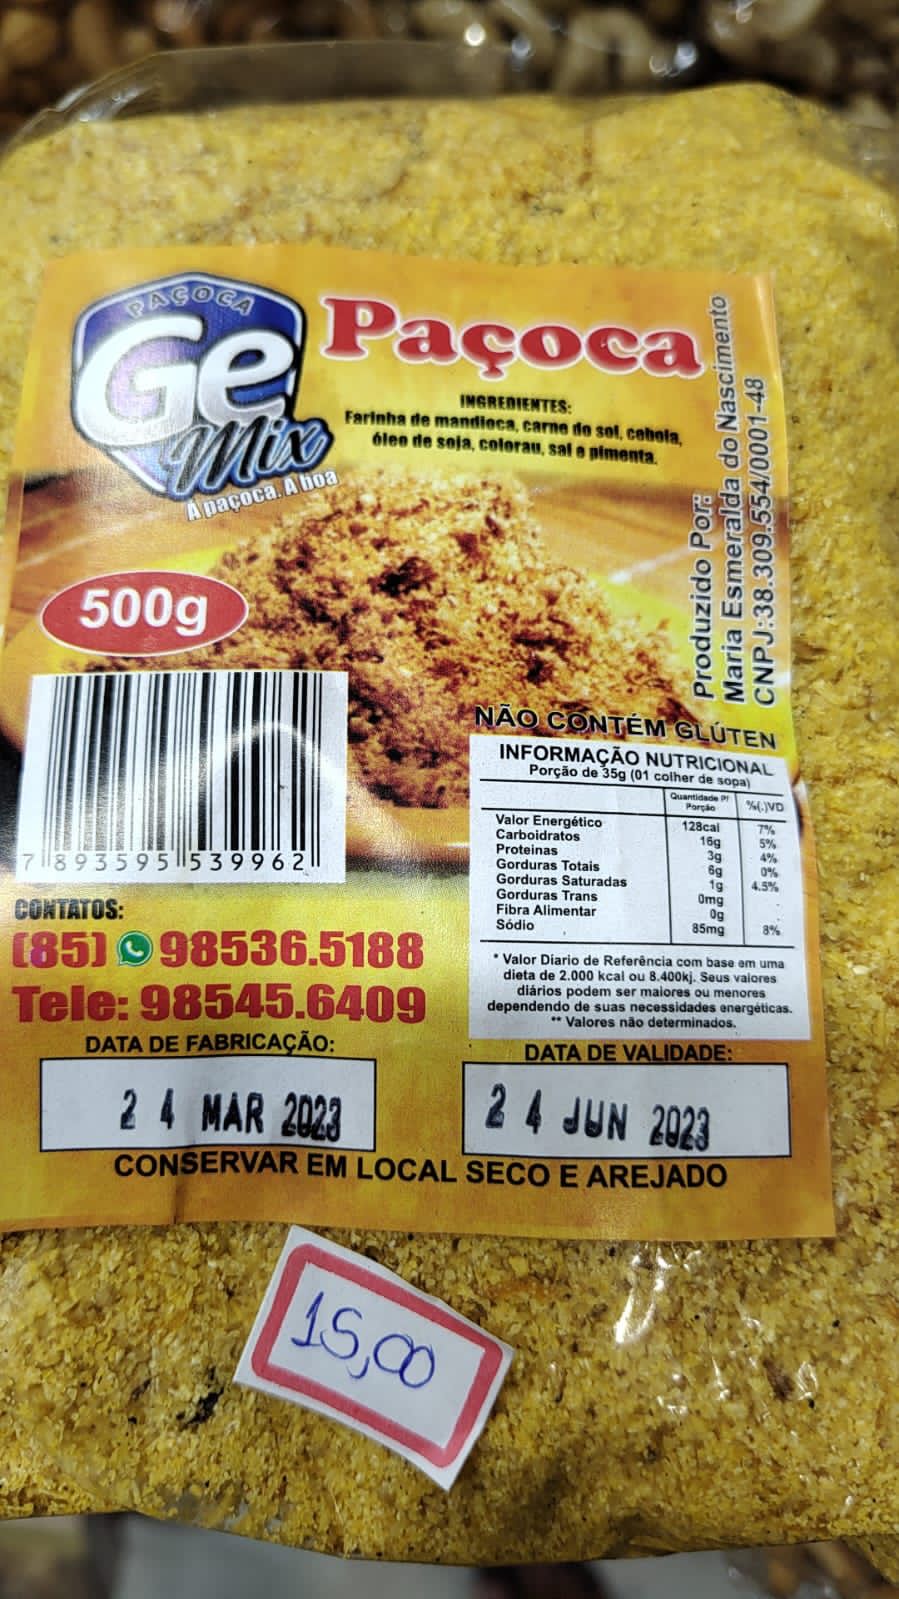 PAÇOCA
Ge
Mix
A paçoca. A boa
Paçoca
INGREDIENTES:
Farinha de mandioca, carne do sol, cebola,
óleo de soja, colorau, sal e pimenta.
Produzido Por:
Maria Esmeralda do Nascimento
CNPJ:38.309.554/0001-48
500g
7 893595 539962
NÃO CONTÉM GLÚTEN
INFORMAÇÃO NUTRICIONAL
Porção de 35g (01 colher de sopa)
Quantidade P/ Porção %(.)VD
Valor Energético 128cal 7%
Carboidratos 16g 5%
Proteinas 3g 4%
Gorduras Totais 6g 0%
Gorduras Saturadas 1g 4.5%
Gorduras Trans 0mg
Fibra Alimentar 0g
Sódio 85mg 8%
* Valor Diario de Referência com base em uma
dieta de 2.000 kcal ou 8.400kj. Seus valores
diários podem ser maiores ou menores
dependendo de suas necessidades energéticas.
** Valores não determinados.
CONTATOS:
(85) 98536.5188
Tele: 98545.6409
DATA DE FABRICAÇÃO:
24 MAR 2023
DATA DE VALIDADE:
24 JUN 2023
CONSERVAR EM LOCAL SECO E AREJADO
15,00